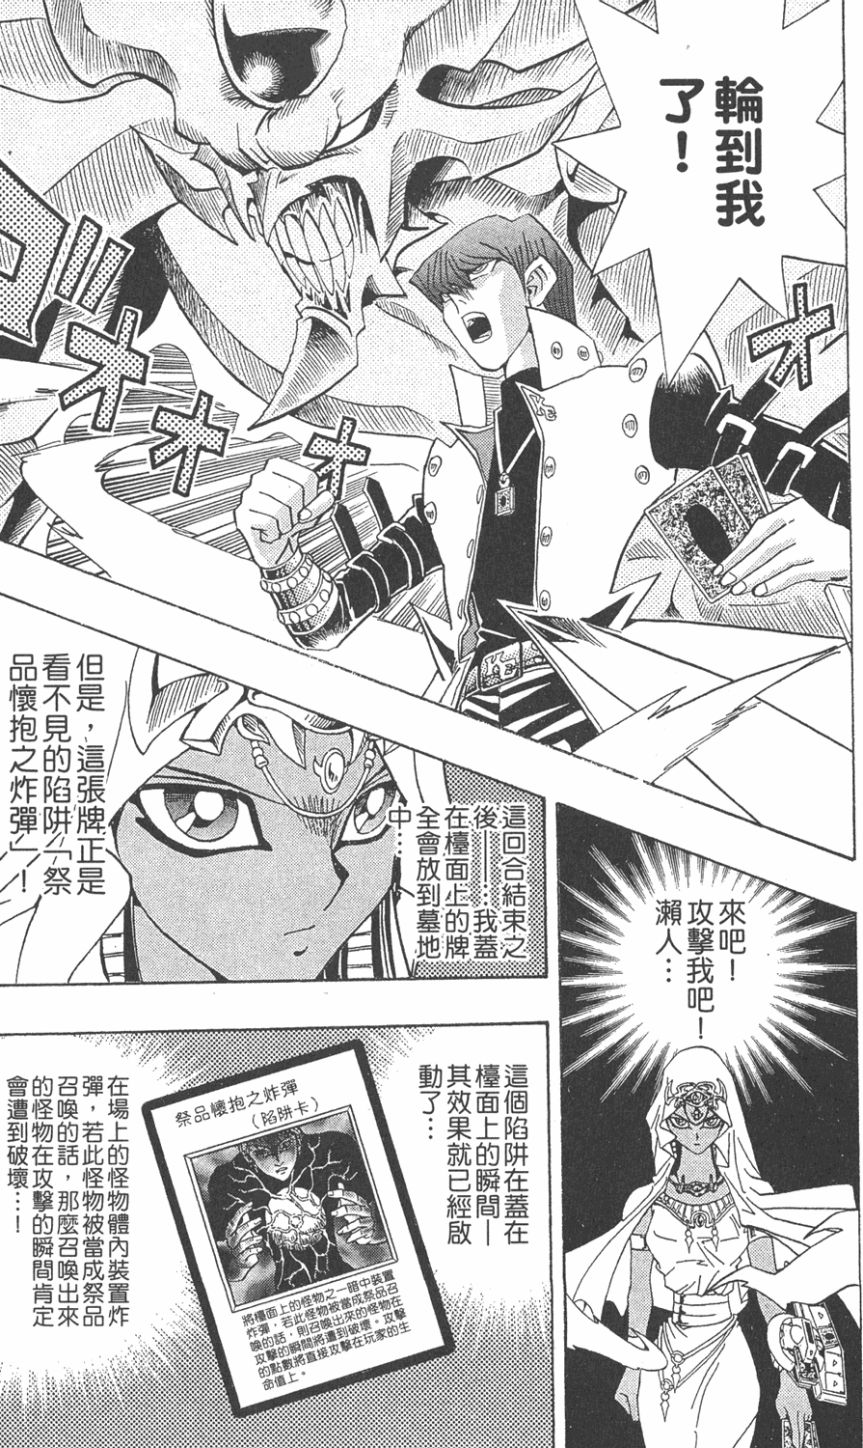 輪到我
了！
ゴ
オ
オ
オ
オ
來吧！
攻擊我吧！
瀨人…
這回合結束之
後——…我蓋
在檯面上的牌
全會放到墓地
中…
但是，這張牌正是
看不見的陷阱「祭
品懷抱之炸彈」！
這個陷阱在蓋在
檯面上的瞬間—
其效果就已經啟
動了…
祭品懷抱之炸彈
（陷阱卡）
將檯面上的怪物之一暗中裝置
炸彈，若此怪物被當成祭品召
喚的話，則召喚出來的怪物在
攻擊的瞬間將遭到破壞。攻擊
的點數將直接攻擊在玩家的生
命值上。
在場上的怪物體內裝置炸
彈，若此怪物被當成祭品
召喚的話，那麼召喚出來
的怪物在攻擊的瞬間肯定
會遭到破壞…！